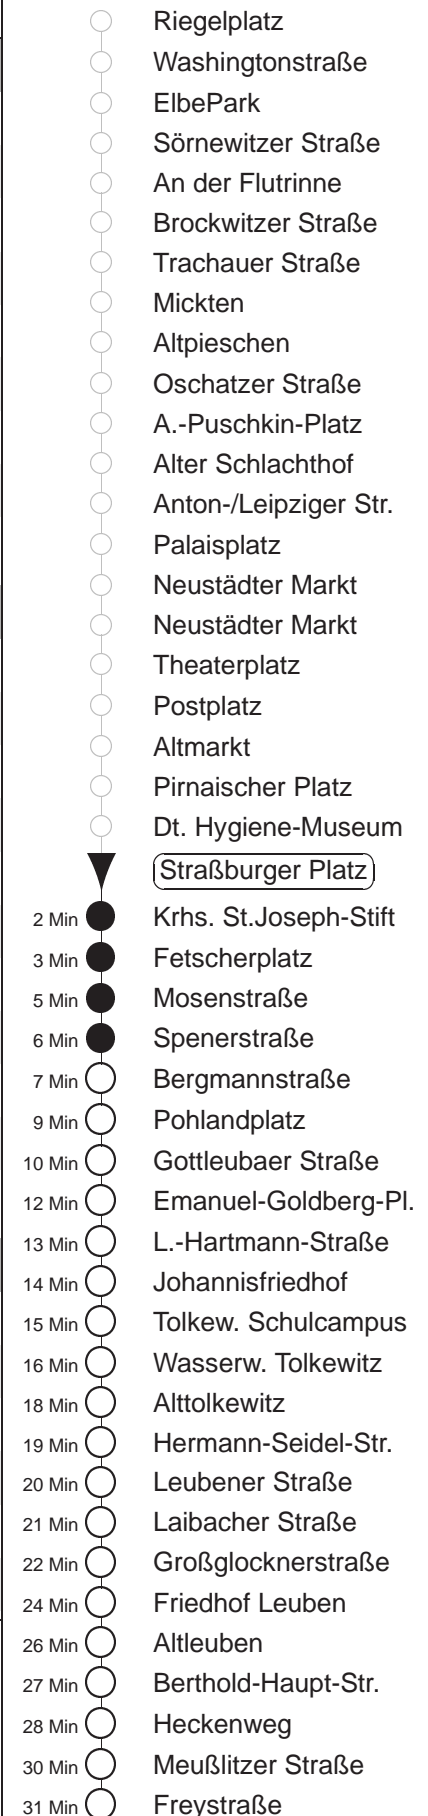 Riegelplatz
Washingtonstraße
ElbePark
Sörnewitzer Straße
An der Flutrinne
Brockwitzer Straße
Trachauer Straße
Mickten
Altpieschen
Oschatzer Straße
A.-Puschkin-Platz
Alter Schlachthof
Anton-/Leipziger Str.
Palaisplatz
Neustädter Markt
Neustädter Markt
Theaterplatz
Postplatz
Altmarkt
Pirnaischer Platz
Dt. Hygiene-Museum
Straßburger Platz
2 Min Krhs. St.Joseph-Stift
3 Min Fetscherplatz
5 Min Mosenstraße
6 Min Spenerstraße
7 Min Bergmannstraße
9 Min Pohlandplatz
10 Min Gottleubaer Straße
12 Min Emanuel-Goldberg-Pl.
13 Min L.-Hartmann-Straße
14 Min Johannisfriedhof
15 Min Tolkew. Schulcampus
16 Min Wasserw. Tolkewitz
18 Min Alttolkewitz
19 Min Hermann-Seidel-Str.
20 Min Leubener Straße
21 Min Laibacher Straße
22 Min Großglocknerstraße
24 Min Friedhof Leuben
26 Min Altleuben
27 Min Berthold-Haupt-Str.
28 Min Heckenweg
30 Min Meußlitzer Straße
31 Min Freystraße